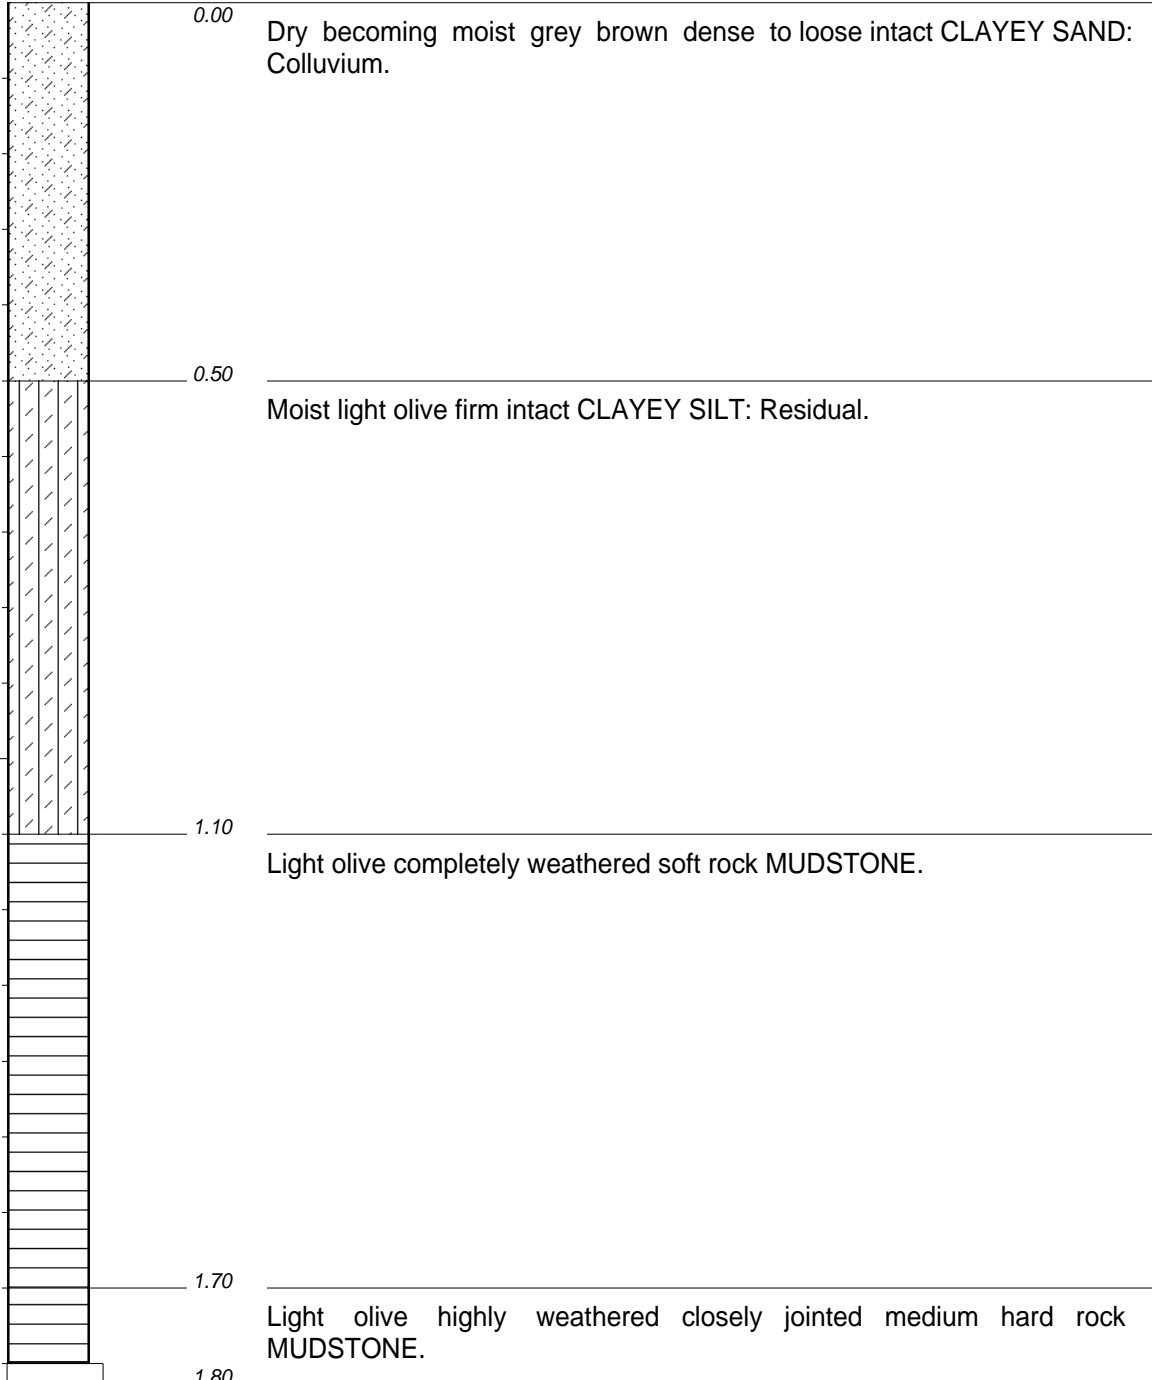 0.00
Dry becoming moist grey brown dense to loose intact CLAYEY SAND:
Colluvium.
0.50
Moist light olive firm intact CLAYEY SILT: Residual.
1.10
Light olive completely weathered soft rock MUDSTONE.
1.70
Light olive highly weathered closely jointed medium hard rock
MUDSTONE.
1.80